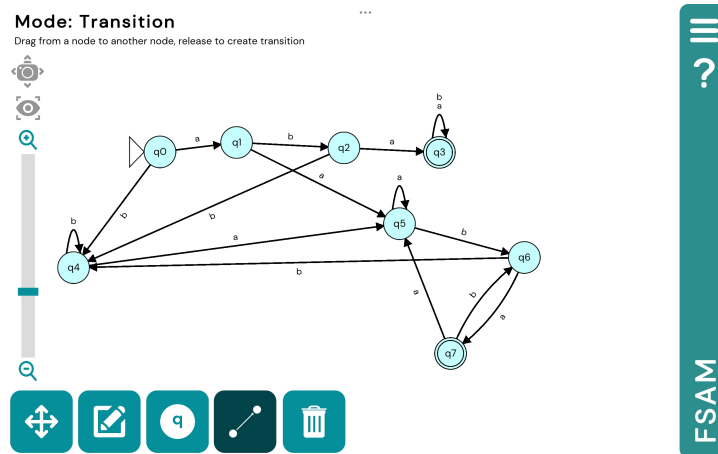 Mode: Transition
Drag from a node to another node, release to create transition
b
a
q0
a
q1
b
q2
a
q3
a
a
q5
b
b
b
a
b
q4
b
q6
a
b
a
q7
q
?
FSAM